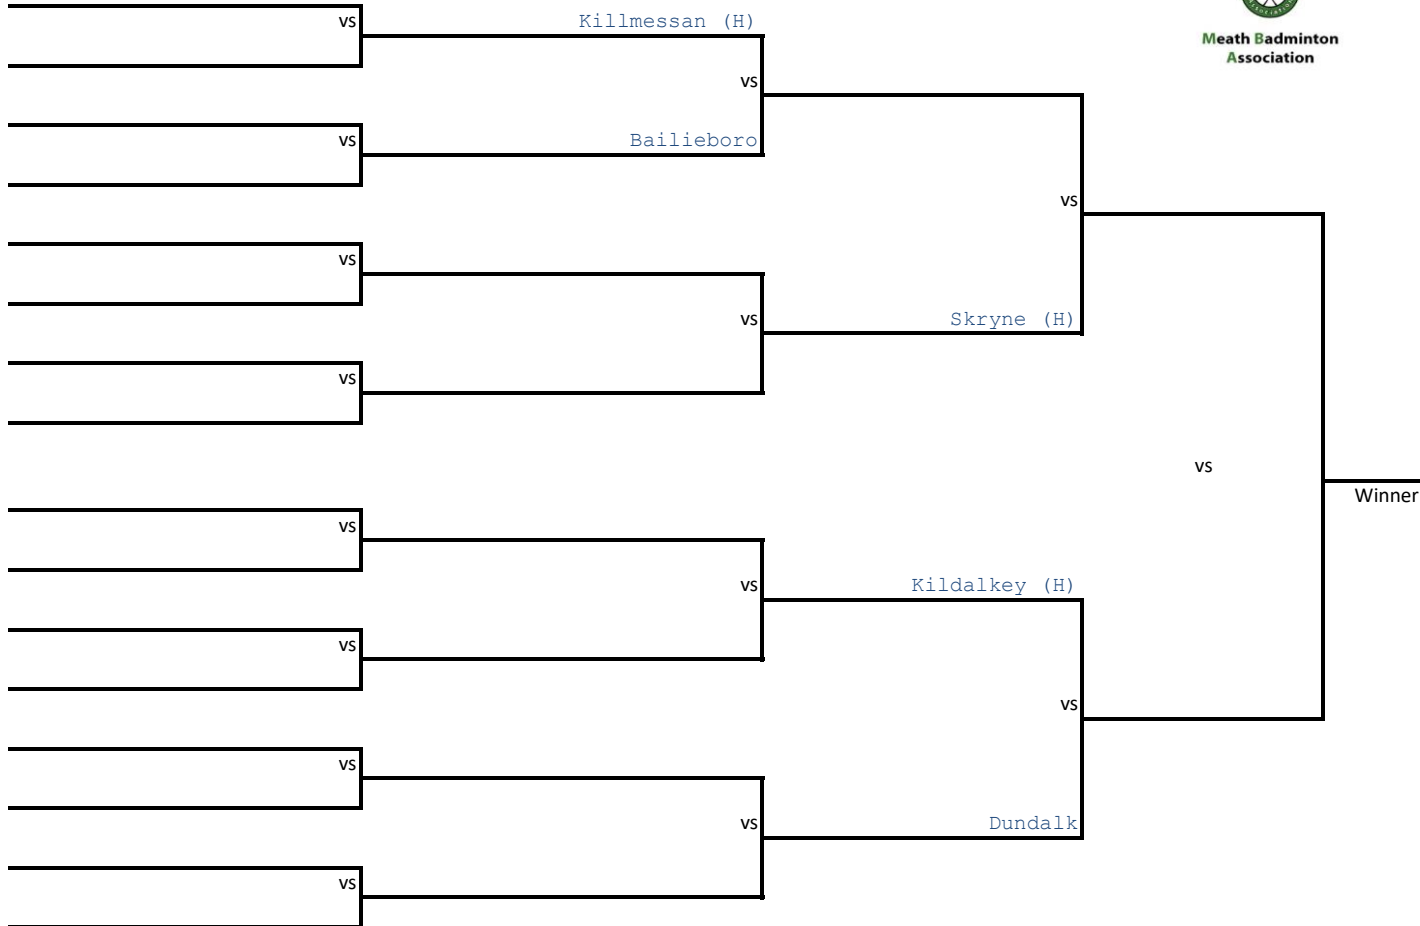 vs
Killmessan (H)
Meath Badminton
Association
vs
vs
Bailieboro
vs
vs
vs
Skryne (H)
vs
vs
Winner
vs
vs
Kildalkey (H)
vs
vs
vs
vs
Dundalk
vs